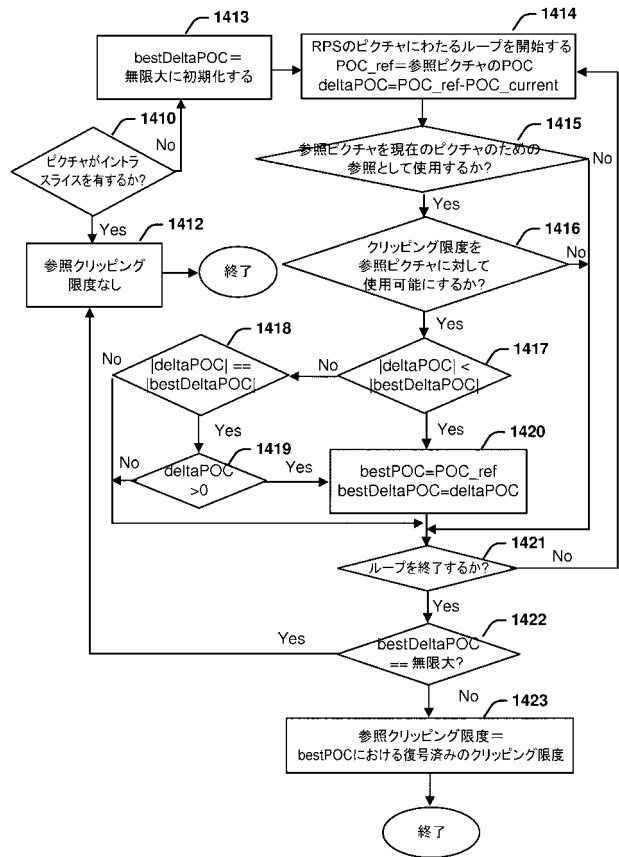 1413
bestDeltaPOC＝
無限大に初期化する
1414
RPSのピクチャにわたるループを開始する
POC_ref＝参照ピクチャのPOC
deltaPOC=POC_ref-POC_current
1410
ピクチャがイントラ
スライスを有するか?
No
Yes
1415
参照ピクチャを現在のピクチャのための
参照として使用するか?
No
Yes
1412
参照クリッピング
限度なし
終了
1416
クリッピング限度を
参照ピクチャに対して
使用可能にするか?
No
Yes
1418
|deltaPOC| ==
|bestDeltaPOC|
No
Yes
1417
|deltaPOC| <
|bestDeltaPOC|
No
Yes
1419
deltaPOC
>0
No
Yes
1420
bestPOC=POC_ref
bestDeltaPOC=deltaPOC
1421
ループを終了するか?
No
Yes
1422
bestDeltaPOC
==無限大?
Yes
No
1423
参照クリッピング限度＝
bestPOCにおける復号済みのクリッピング限度
終了